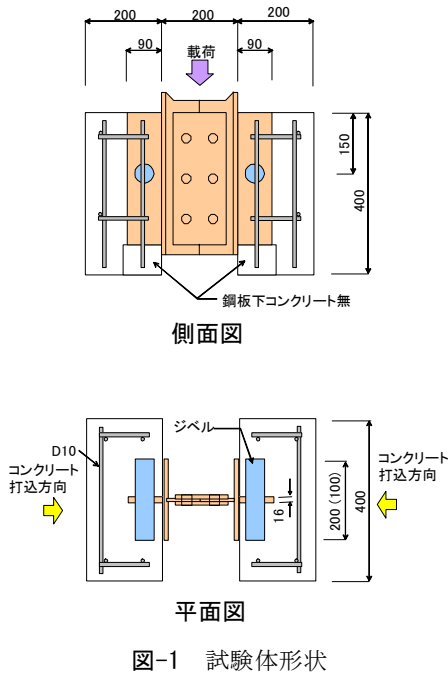 200 200 200
90 載荷 90
150
400
鋼板下コンクリート無
側面図
D10
ジベル
コンクリート
打込方向
コンクリート
打込方向
16
200 (100)
400
平面図
図-1 試験体形状